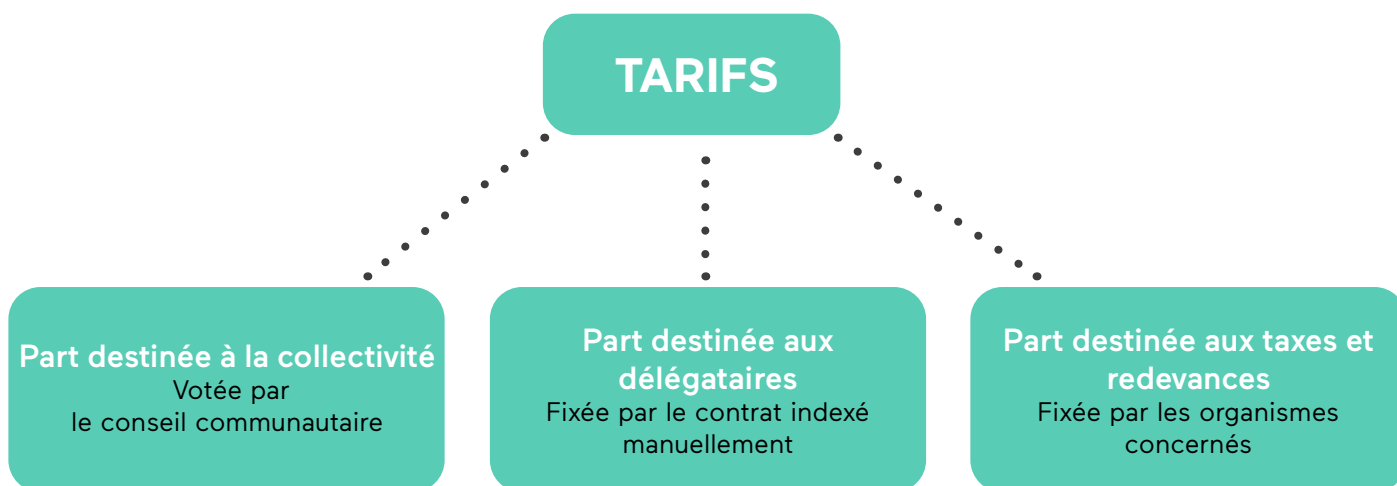 TARIFS
Part destinée à la collectivité
Votée par
le conseil communautaire
Part destinée aux
délégataires
Fixée par le contrat indexé
manuellement
Part destinée aux taxes et
redevances
Fixée par les organismes
concernés